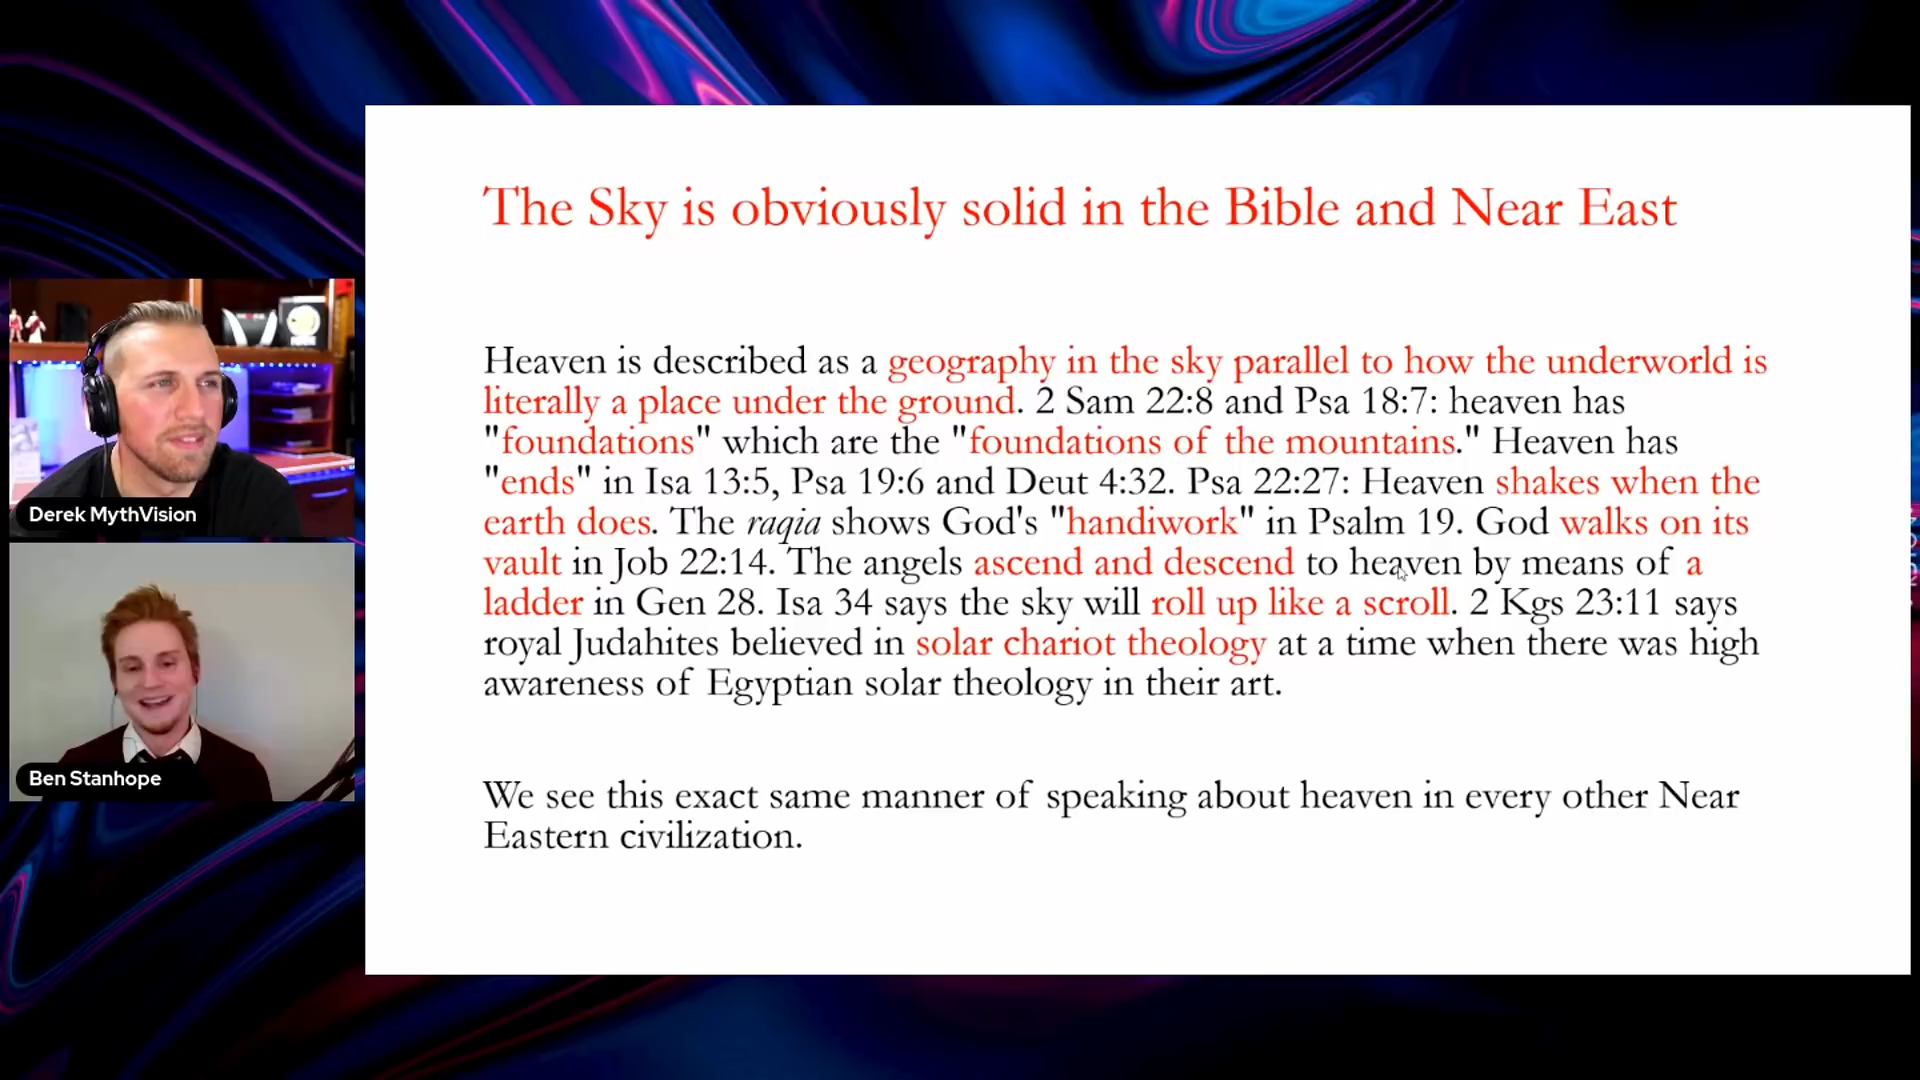 The Sky is obviously solid in the Bible and Near East
Heaven is described as a geography in the sky parallel to how the underworld is
literally a place under the ground. 2 Sam 22:8 and Psa 18:7: heaven has
"foundations" which are the "foundations of the mountains." Heaven has
"ends" in Isa 13:5, Psa 19:6 and Deut 4:32. Psa 22:27: Heaven shakes when the
earth does. The raqia shows God's "handiwork" in Psalm 19. God walks on its
vault in Job 22:14. The angels ascend and descend to heaven by means of a
ladder in Gen 28. Isa 34 says the sky will roll up like a scroll. 2 Kgs 23:11 says
royal Judahites believed in solar chariot theology at a time when there was high
awareness of Egyptian solar theology in their art.
We see this exact same manner of speaking about heaven in every other Near
Eastern civilization.
Derek MythVision
Ben Stanhope